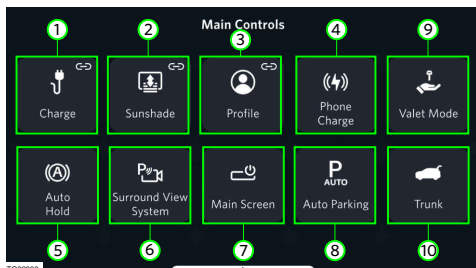 Main Controls
1 2 3 4 9
Charge Sunshade Profile Phone Charge Valet Mode
P
P AUTO
A
Auto Hold Surround View System Main Screen Auto Parking Trunk
5 6 7 8 10